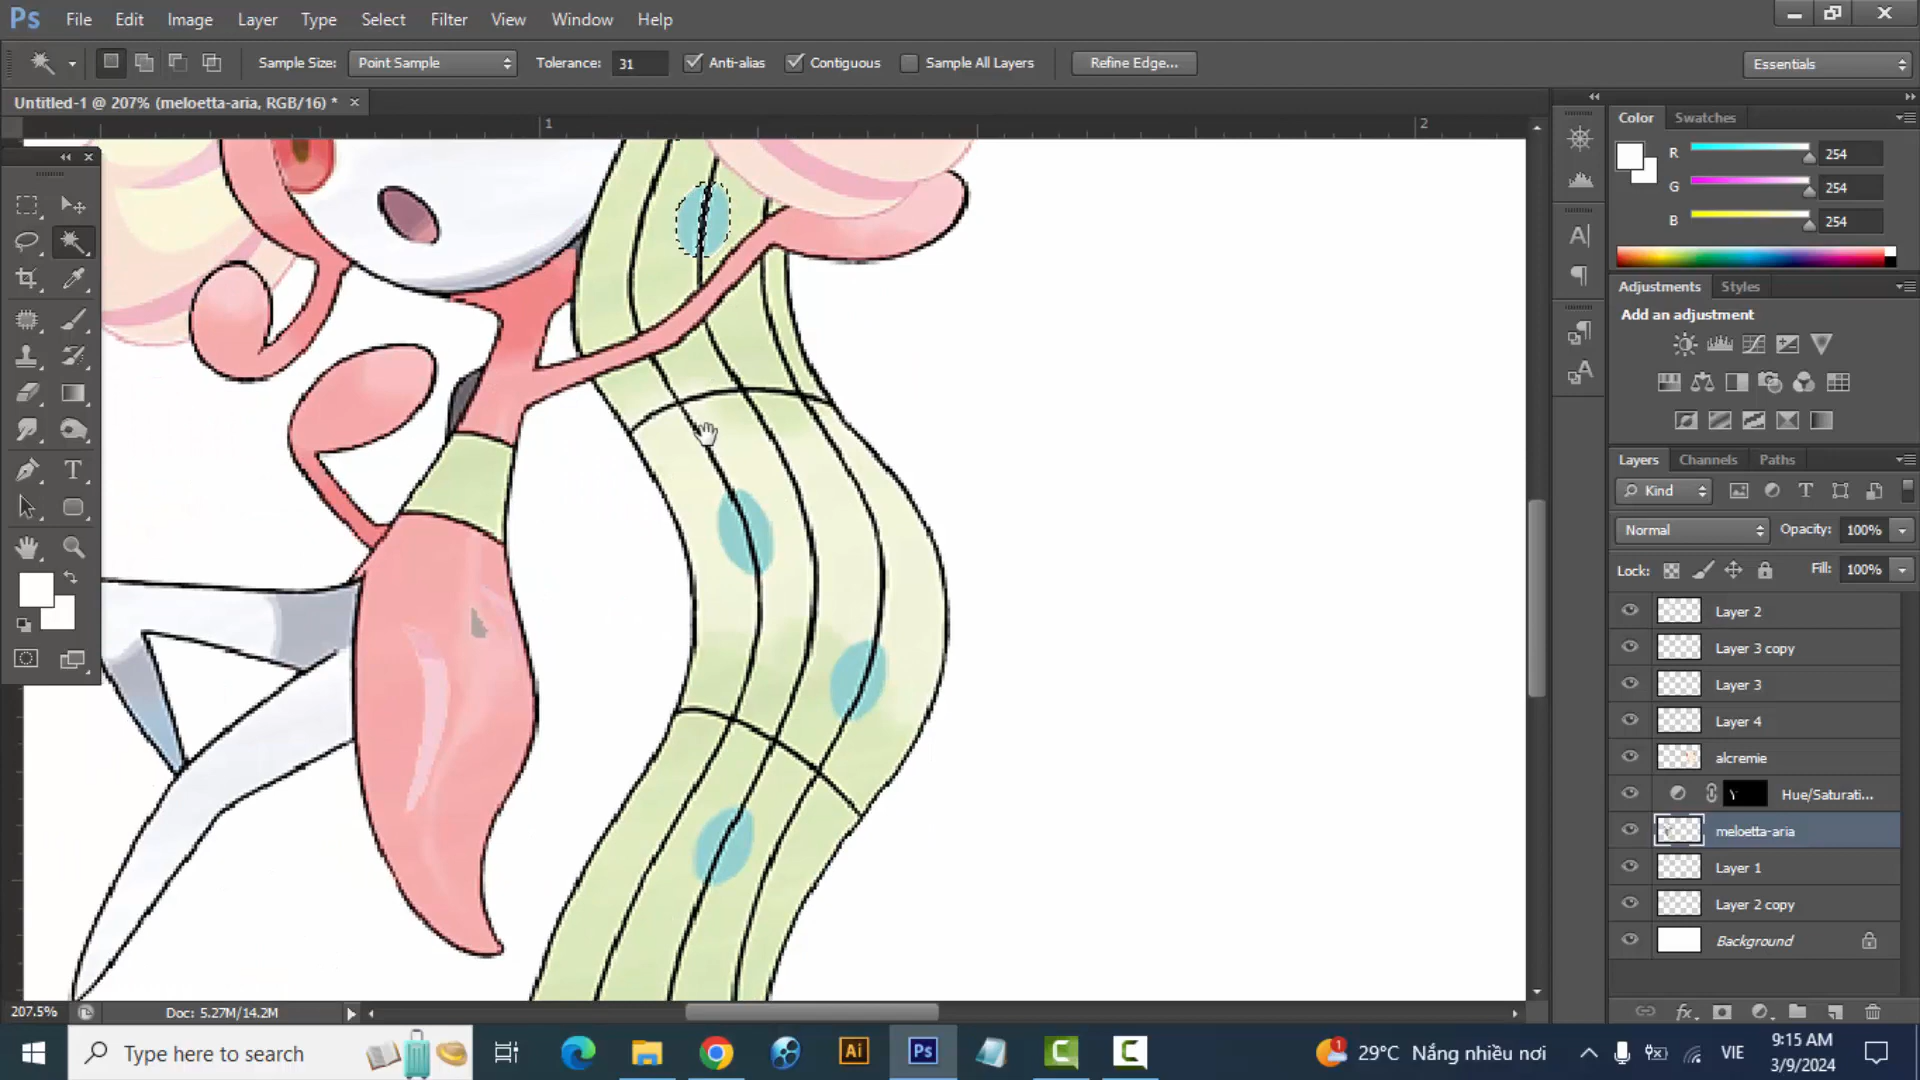 Ps File Edit Image Layer Type Select Filter View Window Help
Sample Size: Point Sample Tolerance: 31 Anti-alias Contiguous Sample All Layers Refine Edge... Essentials
Untitled-1 @ 207% (meloetta-aria, RGB/16) *
1 2
Color Swatches
R 254
G 254
B 254
Adjustments Styles
Add an adjustment
Layers Channels Paths
Kind
Normal Opacity: 100%
Lock: Fill: 100%
Layer 2
Layer 3 copy
Layer 3
Layer 4
alcremie
Hue/Saturati...
meloetta-aria
Layer 1
Layer 2 copy
Background
207.5% Doc: 5.27M/14.2M
Type here to search Ai Ps 1 29°C Nắng nhiều nơi VIE 9:15 AM
3/9/2024